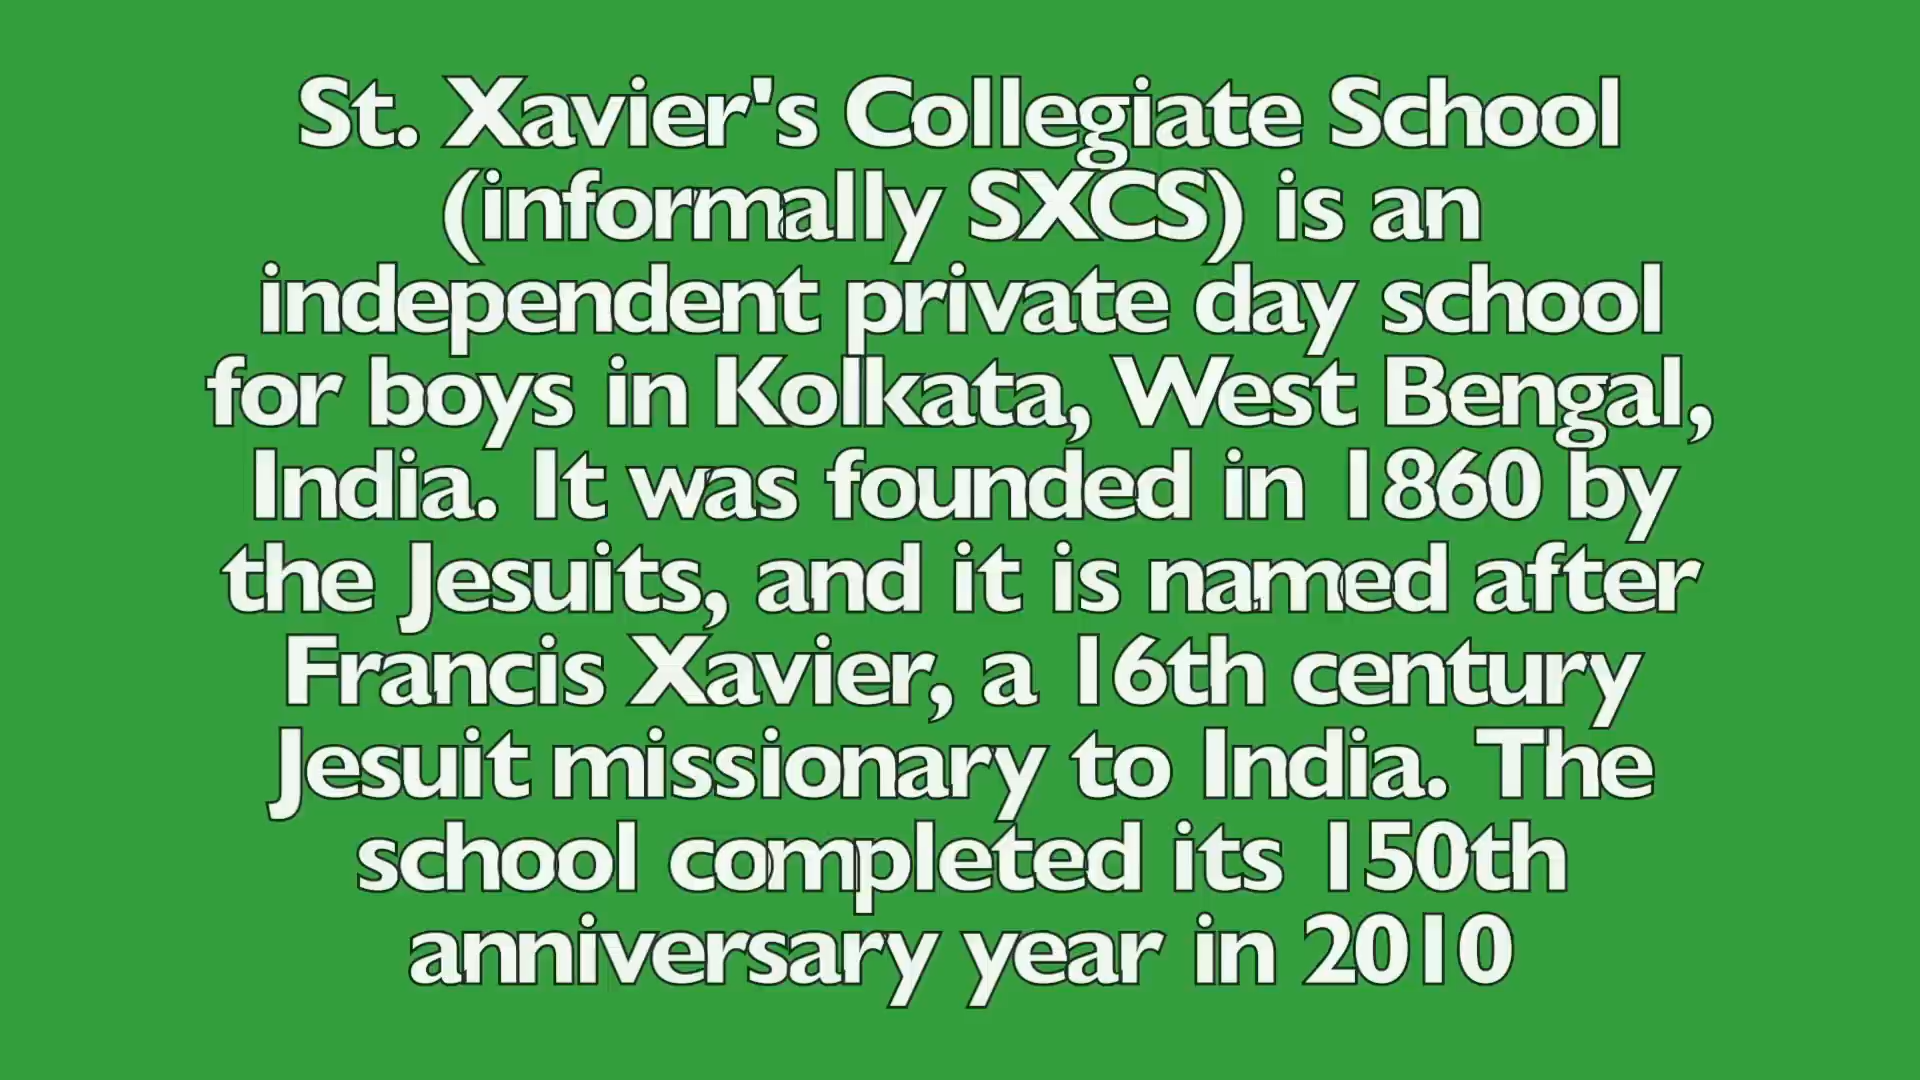 St. Xavier's Collegiate School
(informally SXCS) is an
independent private day school
for boys in Kolkata, West Bengal,
India. It was founded in 1860 by
the Jesuits, and it is named after
Francis Xavier, a 16th century
Jesuit missionary to India. The
school completed its 150th
anniversary year in 2010